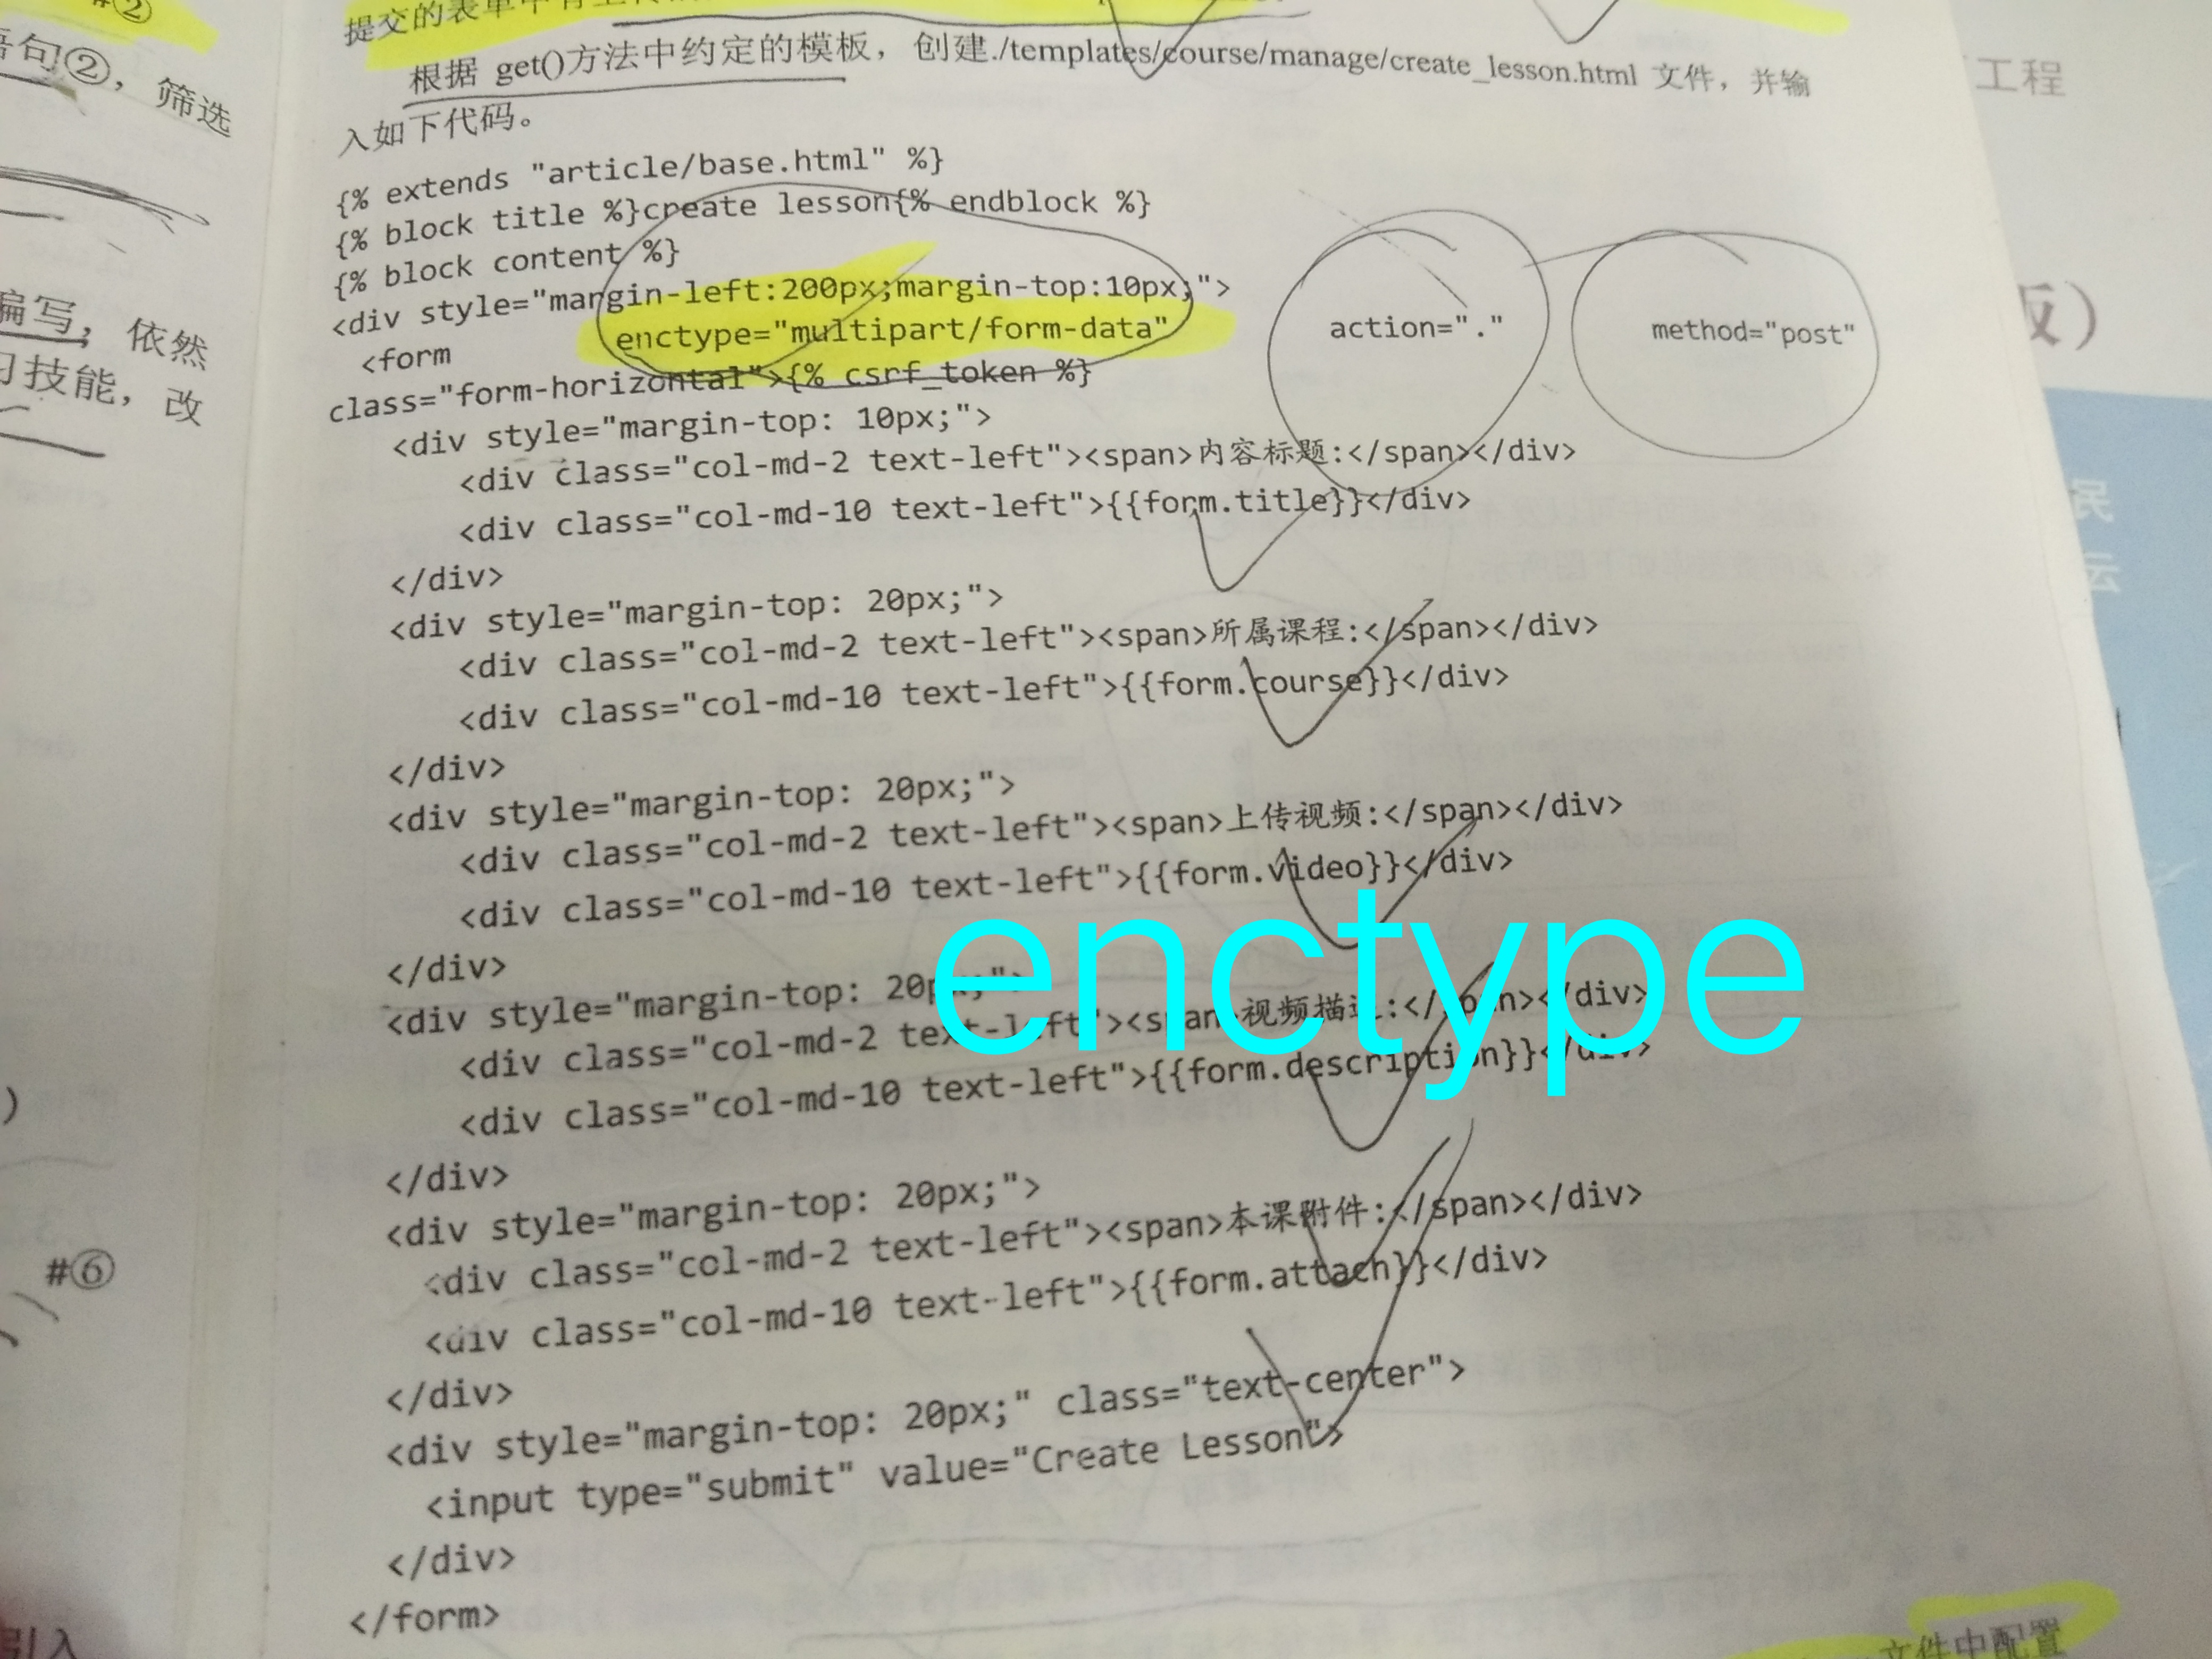 #②
语句②，筛选
编写，依然
习技能，改
)
#⑥
引入
提交的表单中有上传
根据 get()方法中约定的模板，创建./templates/course/manage/create_lesson.html 文件，并输
入如下代码。
{% extends "article/base.html" %}
{% block title %}create lesson{% endblock %}
{% block content %}
<div style="margin-left:200px;margin-top:10px;">
<form enctype="multipart/form-data" action="." method="post"
class="form-horizontal">{% csrf_token %}
<div style="margin-top: 10px;">
<div class="col-md-2 text-left"><span>内容标题:</span></div>
<div class="col-md-10 text-left">{{form.title}}</div>
</div>
<div style="margin-top: 20px;">
<div class="col-md-2 text-left"><span>所属课程:</span></div>
<div class="col-md-10 text-left">{{form.course}}</div>
</div>
<div style="margin-top: 20px;">
<div class="col-md-2 text-left"><span>上传视频:</span></div>
<div class="col-md-10 text-left">{{form.video}}</div>
</div>
<div style="margin-top: 20px;">
<div class="col-md-2 text-left"><span>视频描述:</span></div>
<div class="col-md-10 text-left">{{form.description}}</div>
</div>
<div style="margin-top: 20px;">
<div class="col-md-2 text-left"><span>本课附件:</span></div>
<div class="col-md-10 text-left">{{form.attach}}</div>
</div>
<div style="margin-top: 20px;" class="text-center">
<input type="submit" value="Create Lesson">
</div>
</form>
文件中配置
enctype
工程
版)
民
云